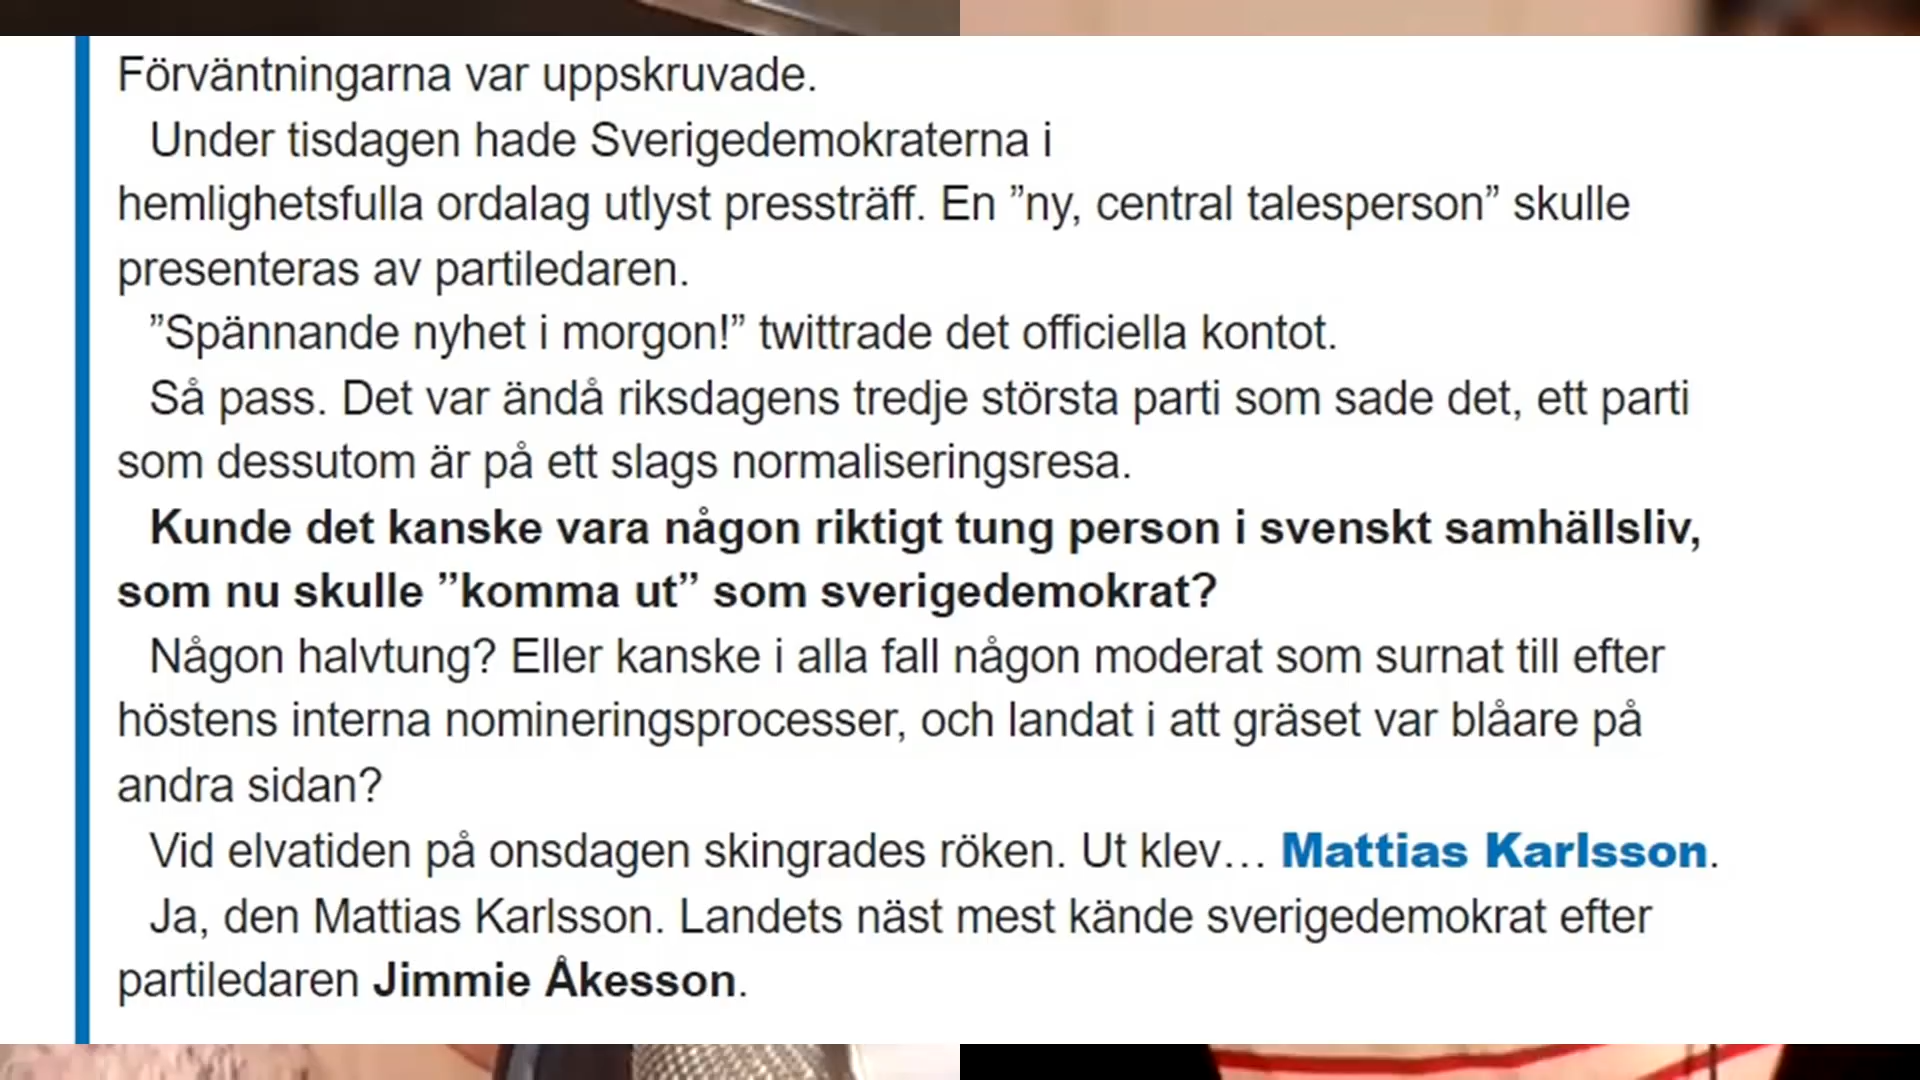 Förväntningarna var uppskruvade.
Under tisdagen hade Sverigedemokraterna i
hemlighetsfulla ordalag utlyst pressträff. En ”ny, central talesperson” skulle
presenteras av partiledaren.
”Spännande nyhet i morgon!” twittrade det officiella kontot.
Så pass. Det var ändå riksdagens tredje största parti som sade det, ett parti
som dessutom är på ett slags normaliseringsresa.
Kunde det kanske vara någon riktigt tung person i svenskt samhällsliv,
som nu skulle ”komma ut” som sverigedemokrat?
Någon halvtung? Eller kanske i alla fall någon moderat som surnat till efter
höstens interna nomineringsprocesser, och landat i att gräset var blåare på
andra sidan?
Vid elvatiden på onsdagen skingrades röken. Ut klev… Mattias Karlsson.
Ja, den Mattias Karlsson. Landets näst mest kände sverigedemokrat efter
partiledaren Jimmie Åkesson.